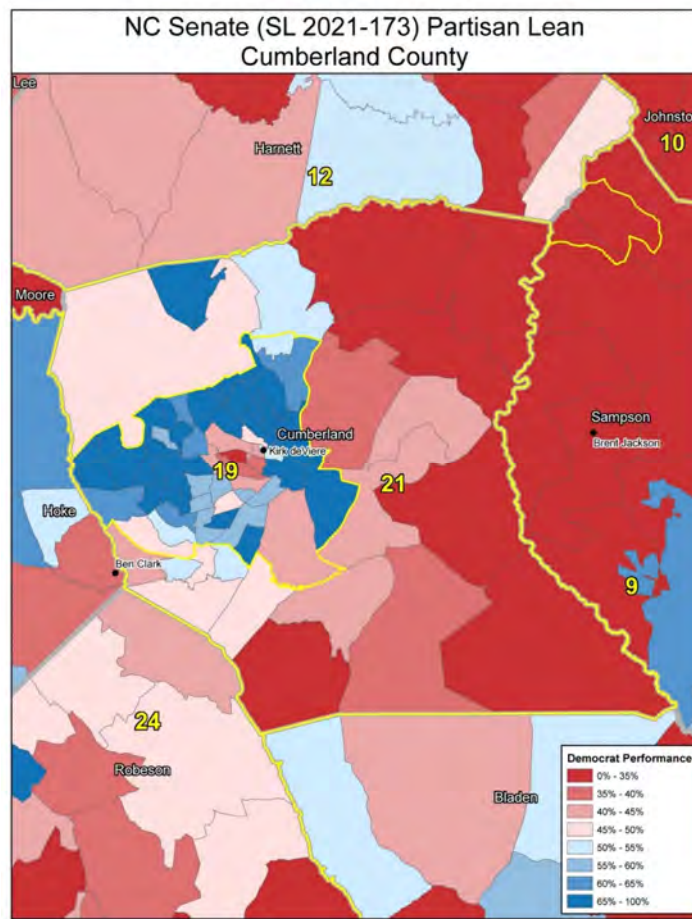 NC Senate (SL 2021-173) Partisan Lean
Cumberland County
Lee
Johnsto
10
Harnett
12
Moore
Sampson
Cumberland
Kirk deViere
Brent Jackson
19
21
Hoke
Ben Clark
9
24
Robeson
Bladen
Democrat Performance
0% - 35%
35% - 40%
40% - 45%
45% - 50%
50% - 55%
55% - 60%
60% - 65%
65% - 100%